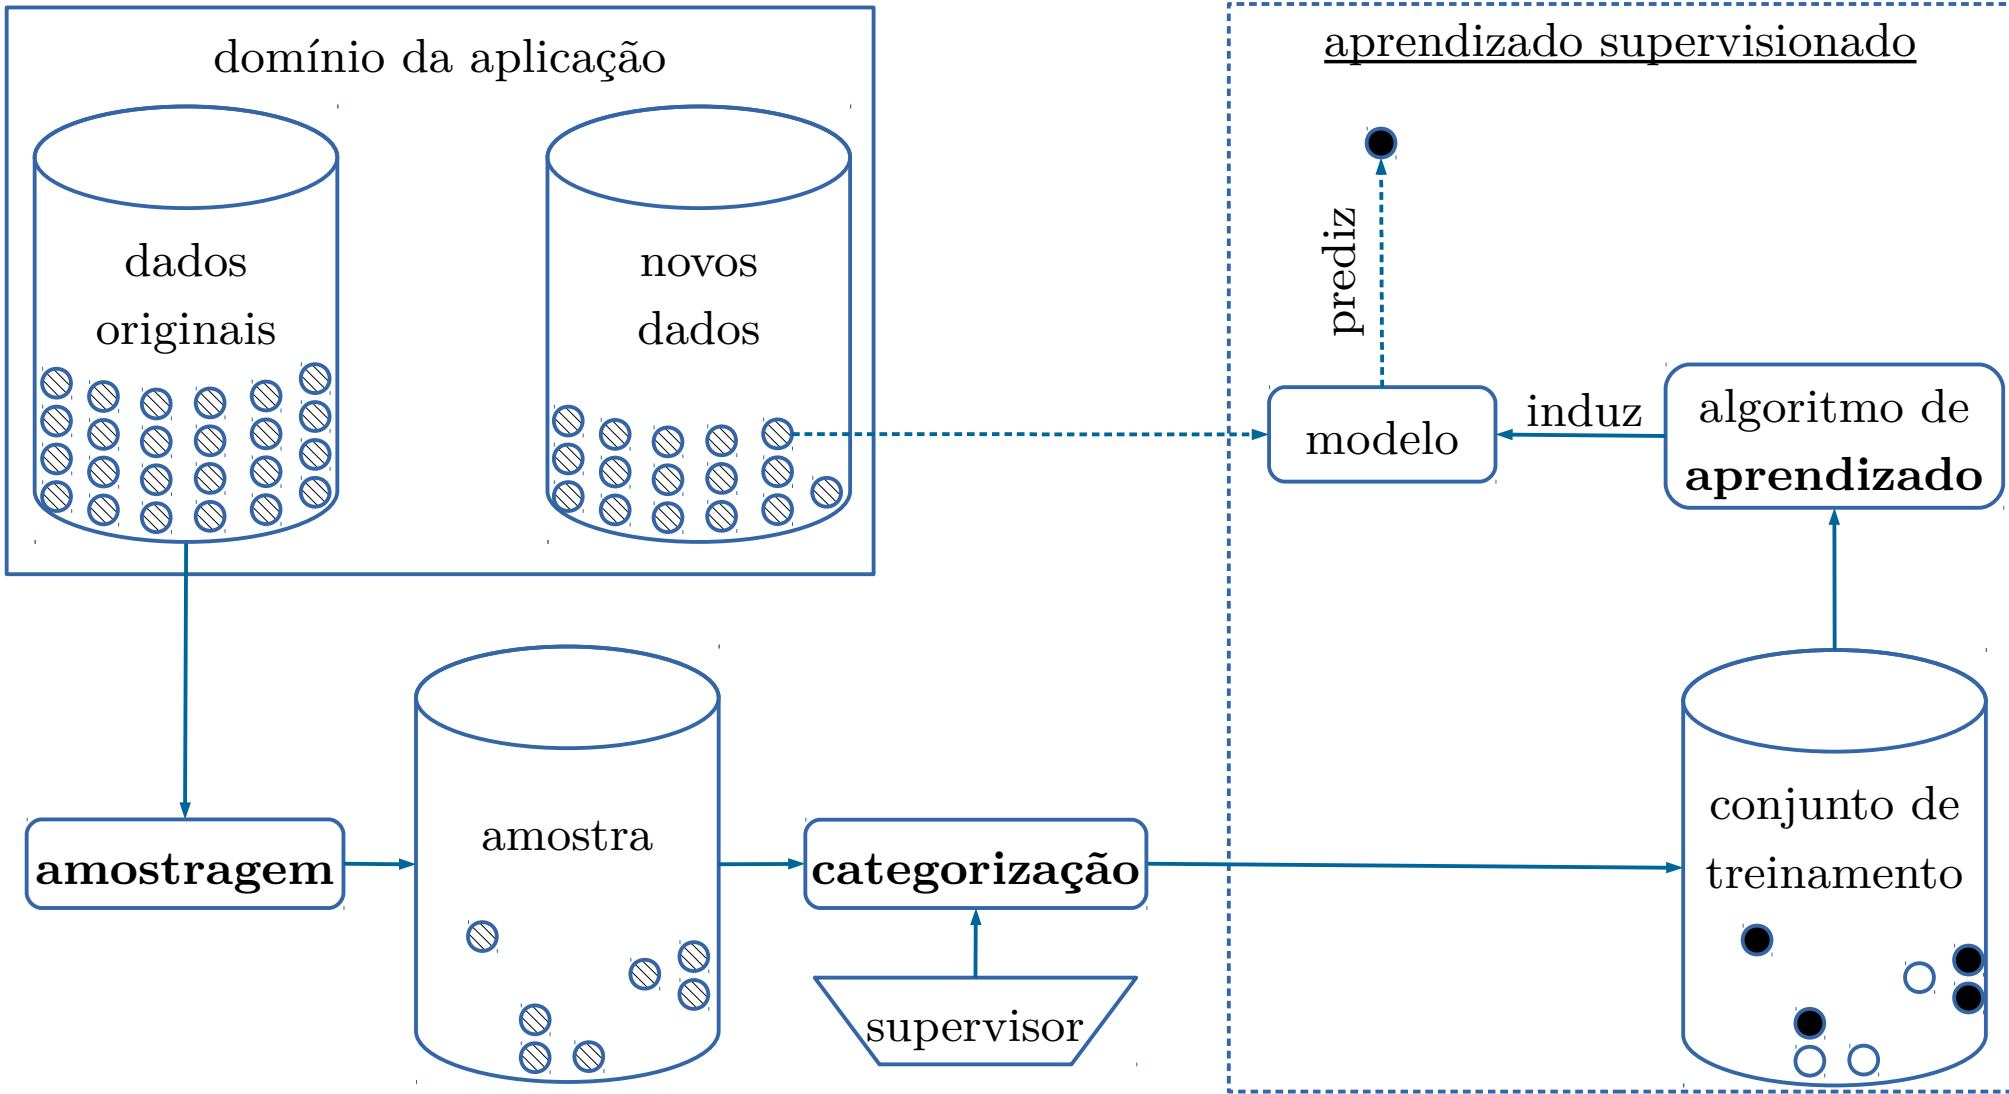 domínio da aplicação
aprendizado supervisionado
dados
originais
novos
dados
prediz
modelo
induz
algoritmo de
aprendizado
amostragem
amostra
categorização
supervisor
conjunto de
treinamento